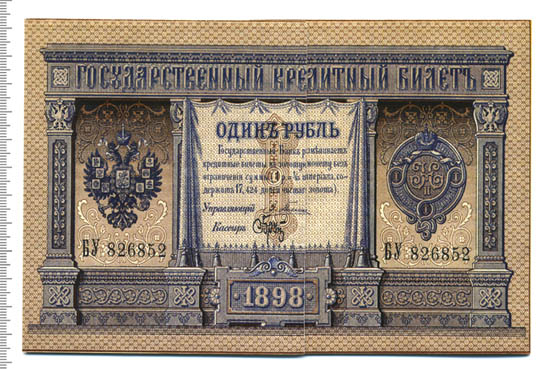 ГОСУДАРСТВЕННЫЙ КРЕДИТНЫЙ БИЛЕТЪ
ОДИНЪ РУБЛЬ
Государственный Банкъ размѣниваетъ
кредитные билеты на золотую монету безъ
ограниченія суммы (1 р. = 1/15 имперіала, со-
держитъ 17,424 долей чистаго золота).
Управляющій
Кассиръ
БУ 826852
БУ 826852
1898